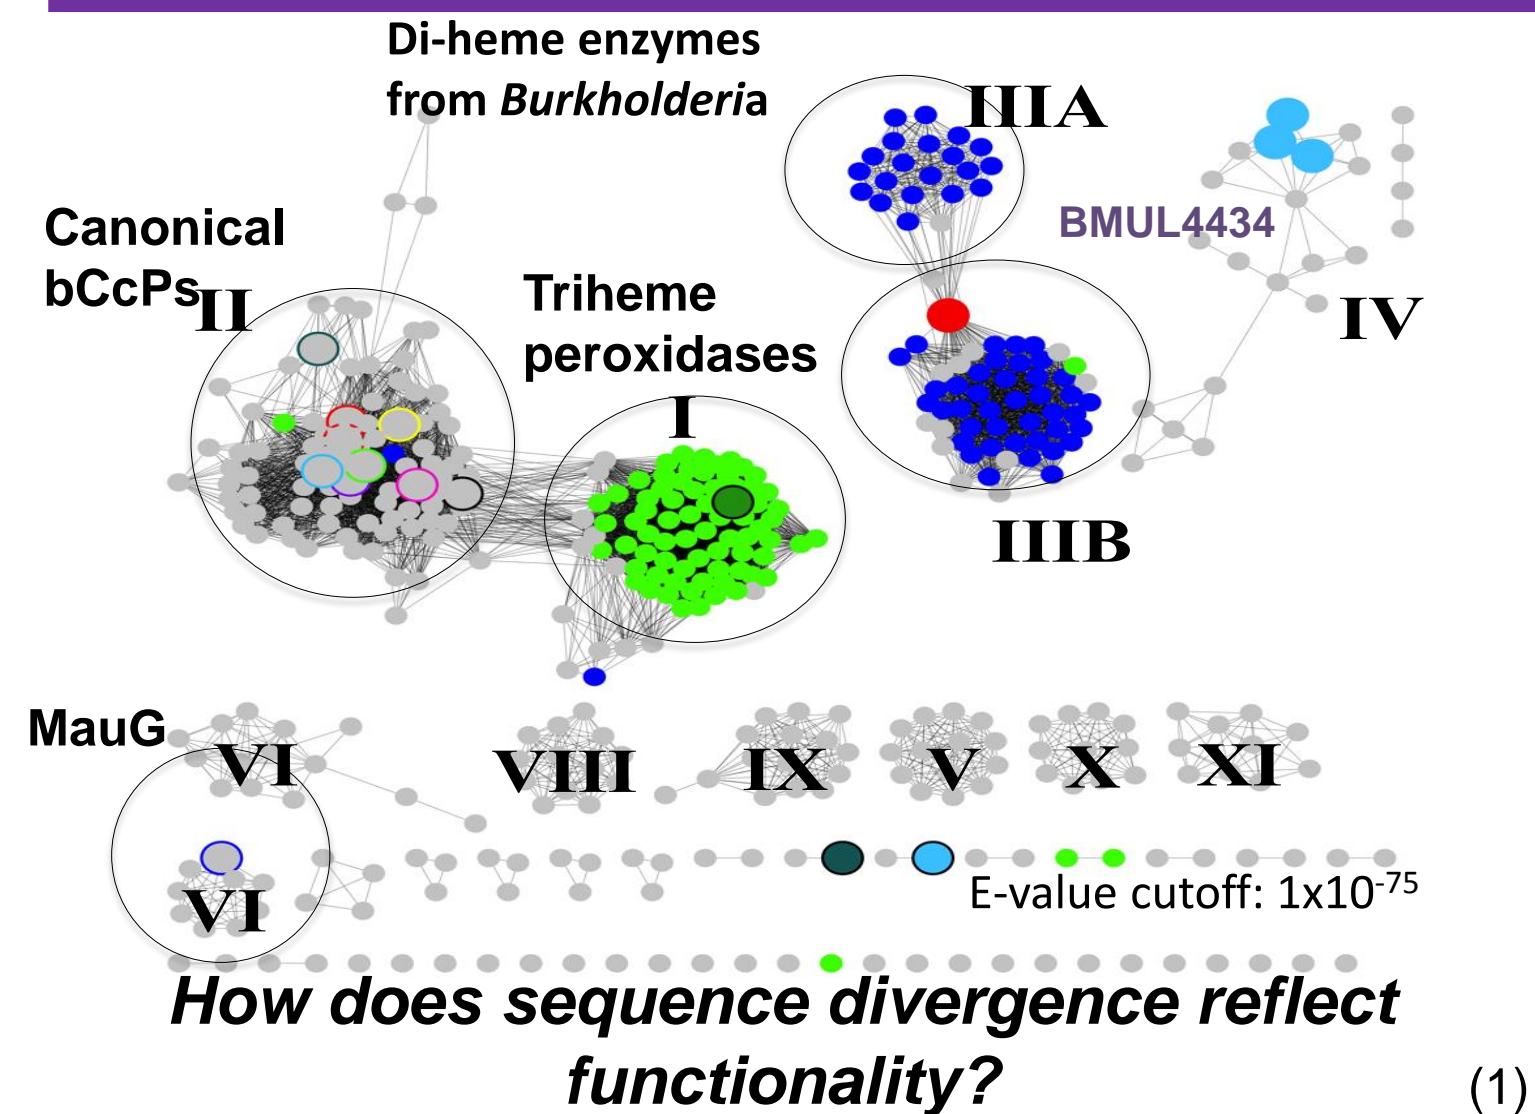 Di-heme enzymes
from Burkholderia
IIIA
BMUL4434
Canonical
bCcPs
II
Triheme
peroxidases
I
IV
IIIB
MauG
VI
VIII
IX
V
X
XI
VI
E-value cutoff: 1x10⁻⁷⁵
How does sequence divergence reflect
functionality?
(1)